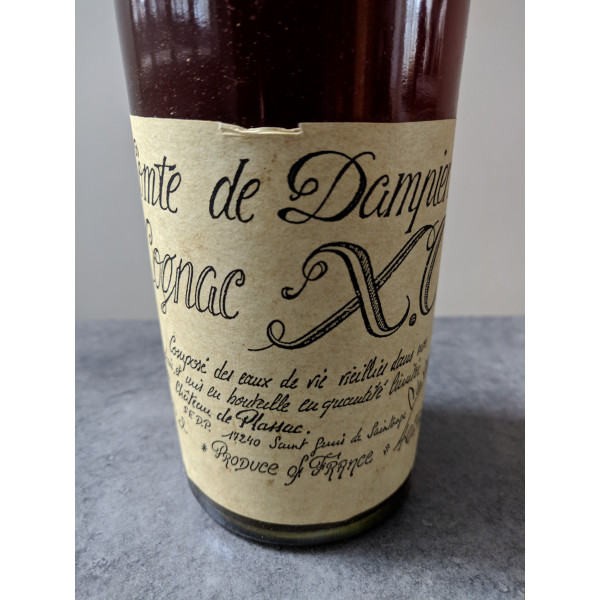 omte de Dampier
Cognac X.O
Composé des eaux de vie vieillies dans
et mis en bouteille en quantité limitée
Château de Plassac.
S.E.D.P. 17240 Saint Genis de Saintonge
* PRODUCE of FRANCE *